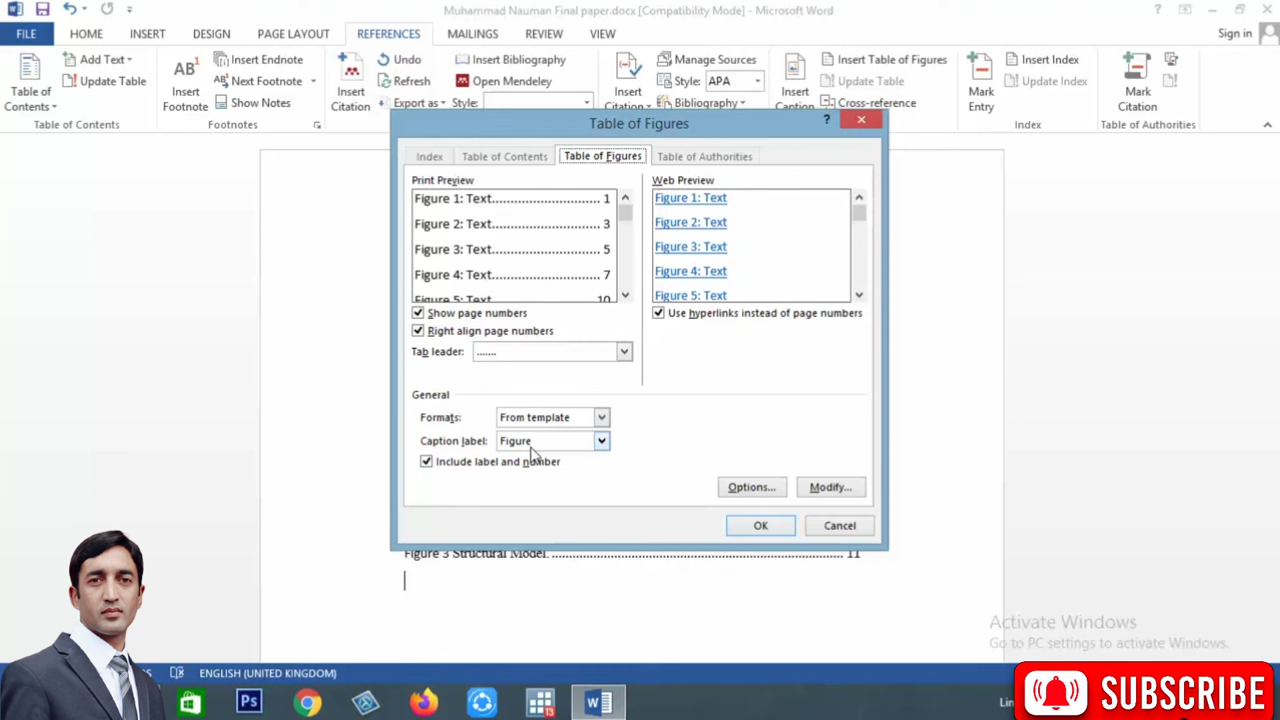 Muhammad Nauman Final paper.docx [Compatibility Mode] - Microsoft Word
FILE HOME INSERT DESIGN PAGE LAYOUT REFERENCES MAILINGS REVIEW VIEW Sign in
Add Text Insert Endnote Undo Insert Bibliography Manage Sources Insert Table of Figures Insert Index
Update Table Next Footnote Refresh Open Mendeley Style: APA Update Table Update Index
Table of Contents Insert Footnote Show Notes Insert Citation Export as Style: Insert Citation Bibliography Insert Caption Cross-reference Mark Entry Mark Citation
Table of Contents Footnotes Index Table of Authorities
Table of Figures
Index Table of Contents Table of Figures Table of Authorities
Print Preview Web Preview
Figure 1: Text.............................. 1
Figure 2: Text.............................. 3
Figure 3: Text.............................. 5
Figure 4: Text.............................. 7
Figure 5: Text.............................. 10
Figure 1: Text
Figure 2: Text
Figure 3: Text
Figure 4: Text
Figure 5: Text
Show page numbers Use hyperlinks instead of page numbers
Right align page numbers
Tab leader: .......
General
Formats: From template
Caption label: Figure
Include label and number
Options... Modify...
OK Cancel
Figure 3 Structural Model. .............................. 11
Activate Windows
Go to PC settings to activate Windows.
ENGLISH (UNITED KINGDOM)
Ps 13
SUBSCRIBE